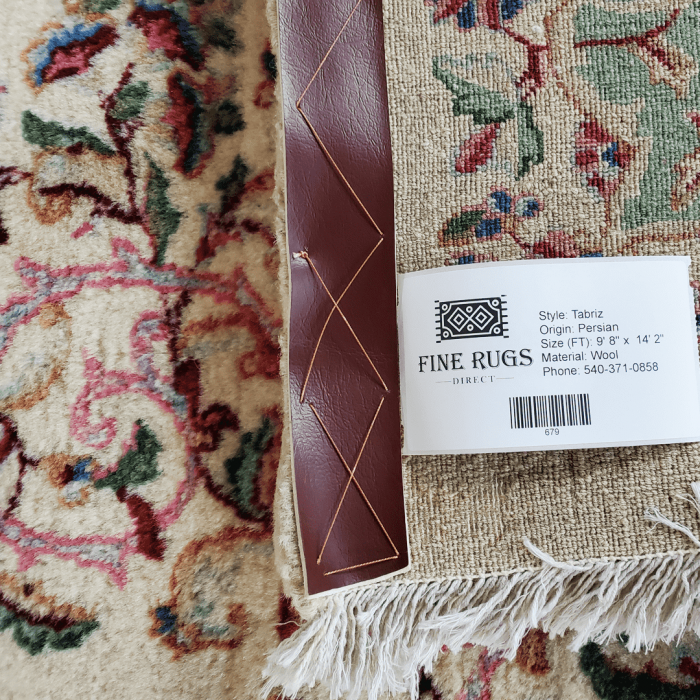 FINE RUGS
DIRECT
Style: Tabriz
Origin: Persian
Size (FT): 9' 8" x 14' 2"
Material: Wool
Phone: 540-371-0858
679